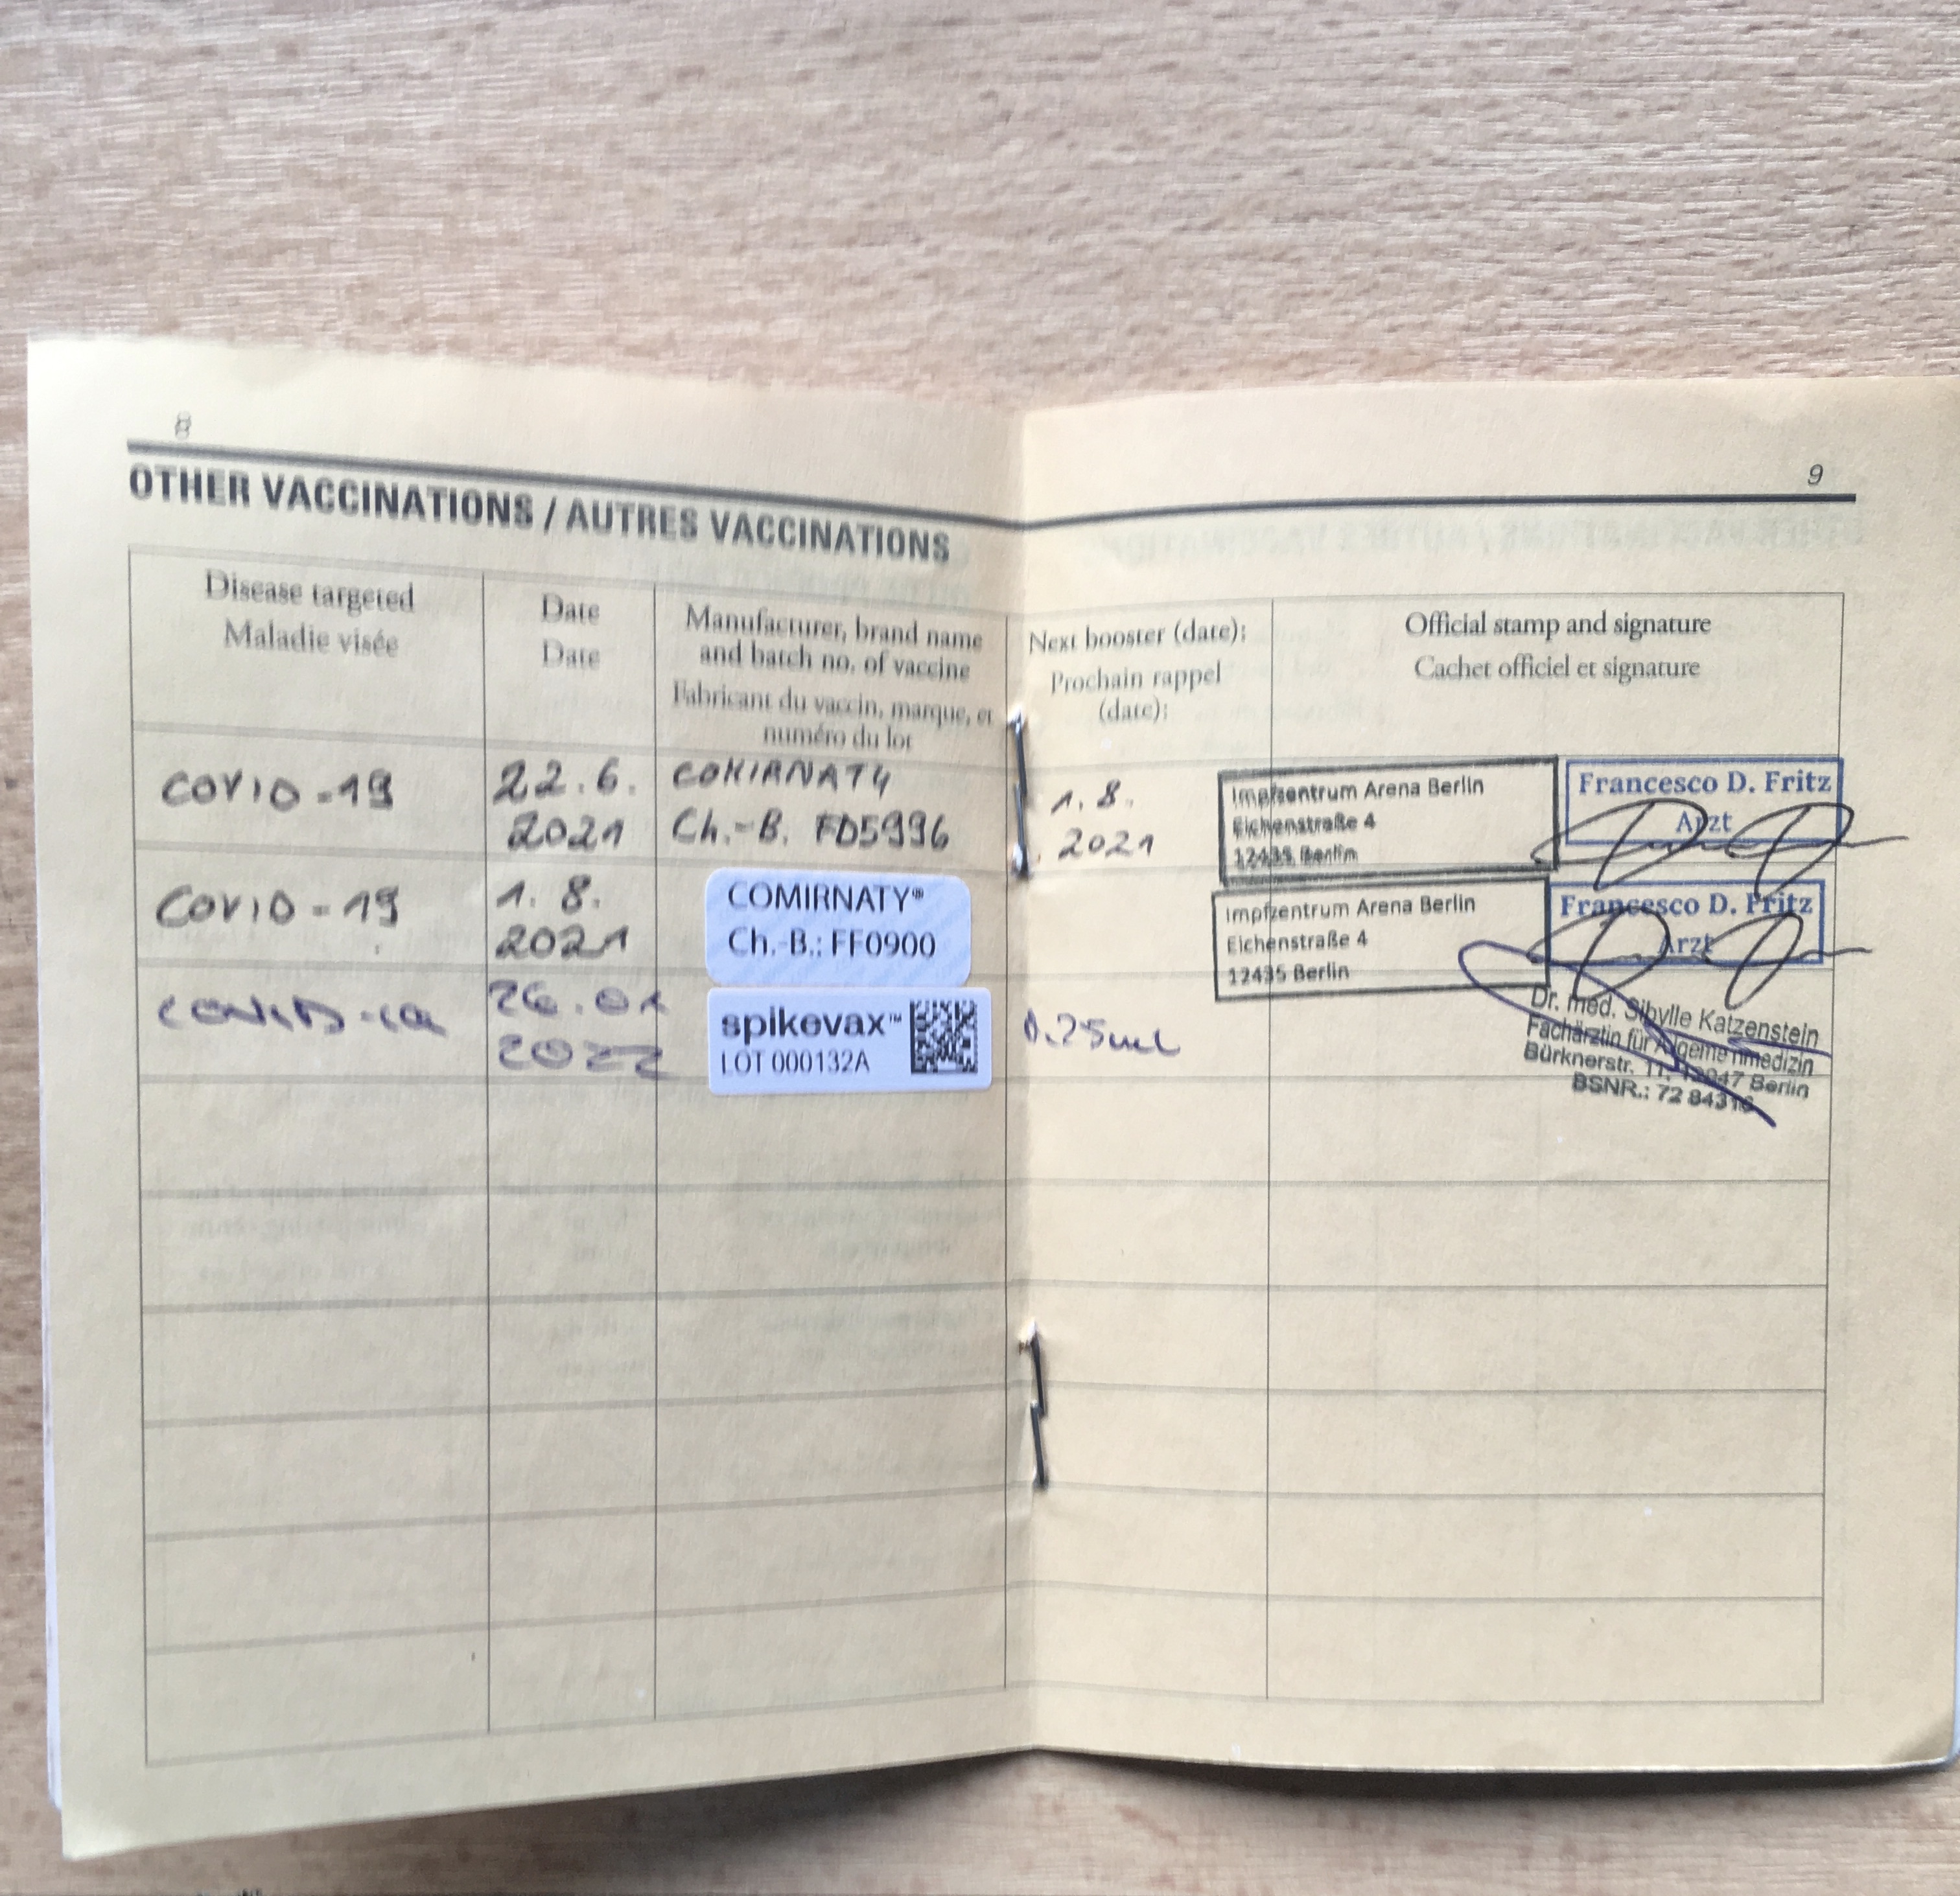 8
OTHER VACCINATIONS / AUTRES VACCINATIONS
Disease targeted
Maladie visée
Date
Date
Manufacturer, brand name
and batch no. of vaccine
Fabricant du vaccin, marque, et
numéro du lot
9
Next booster (date):
Prochain rappel
(date):
Official stamp and signature
Cachet officiel et signature
COVID-19
22.6.
2021
COMIRNATY
Ch.-B. FD5996
1.8.
2021
Impfzentrum Arena Berlin
Eichenstraße 4
12435 Berlin
Francesco D. Fritz
Arzt
COVID-19
1.8.
2021
COMIRNATY®
Ch.-B.: FF0900
Impfzentrum Arena Berlin
Eichenstraße 4
12435 Berlin
Francesco D. Fritz
Arzt
COVID-19
26.01
2022
spikevax™
LOT 000132A
0.25ml
Dr. med. Sibylle Katzenstein
Fachärztin für Allgemeinmedizin
Bürknerstr. 11, 12047 Berlin
BSNR.: 72 84316